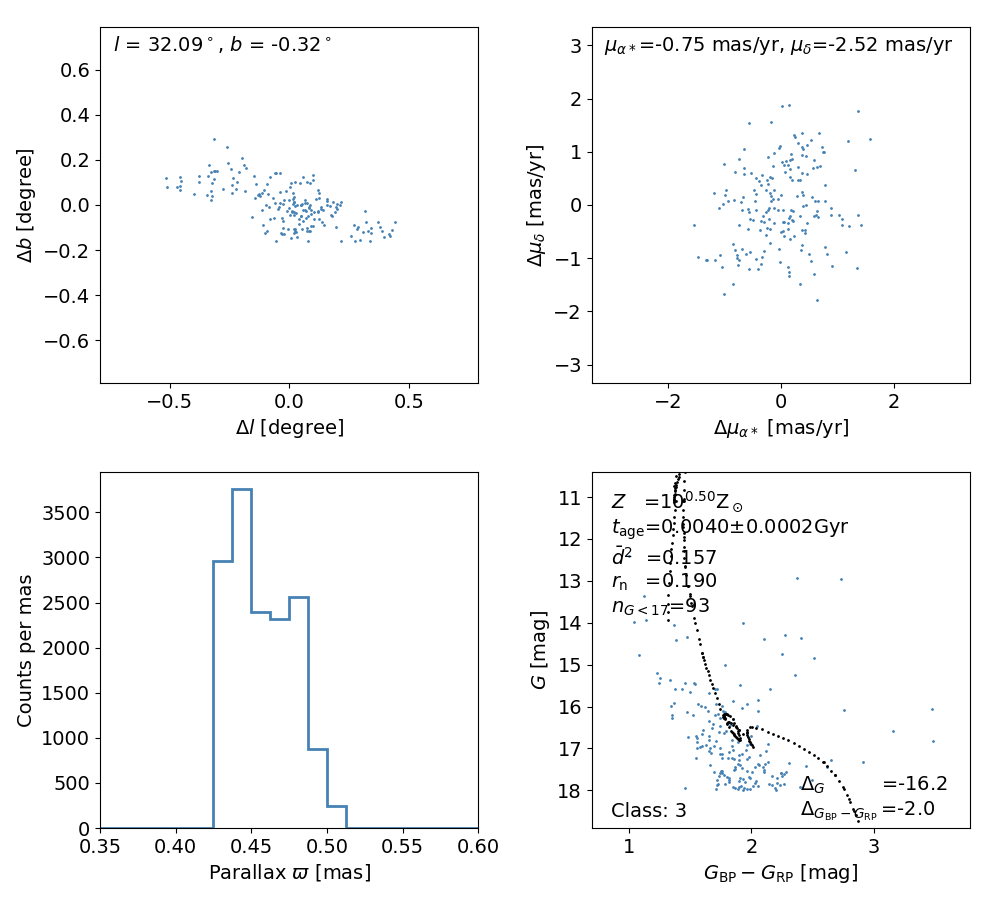 l = 32.09°, b = -0.32°
0.6
0.4
0.2
0.0
−0.2
−0.4
−0.6
Δb [degree]
−0.5 0.0 0.5
Δl [degree]
μα*=-0.75 mas/yr, μδ=-2.52 mas/yr
3
2
1
0
−1
−2
−3
Δμδ [mas/yr]
−2 0 2
Δμα* [mas/yr]
3500
3000
2500
2000
1500
1000
500
0
Counts per mas
0.35 0.40 0.45 0.50 0.55 0.60
Parallax ϖ [mas]
Z =10^0.50 Z⊙
t_age=0.0040±0.0002Gyr
d̄² =0.157
r_n =0.190
n_G<17=93
11
12
13
14
15
16
17
18
G [mag]
Δ_G =-16.2
Δ_G_BP−G_RP =-2.0
Class: 3
1 2 3
G_BP − G_RP [mag]